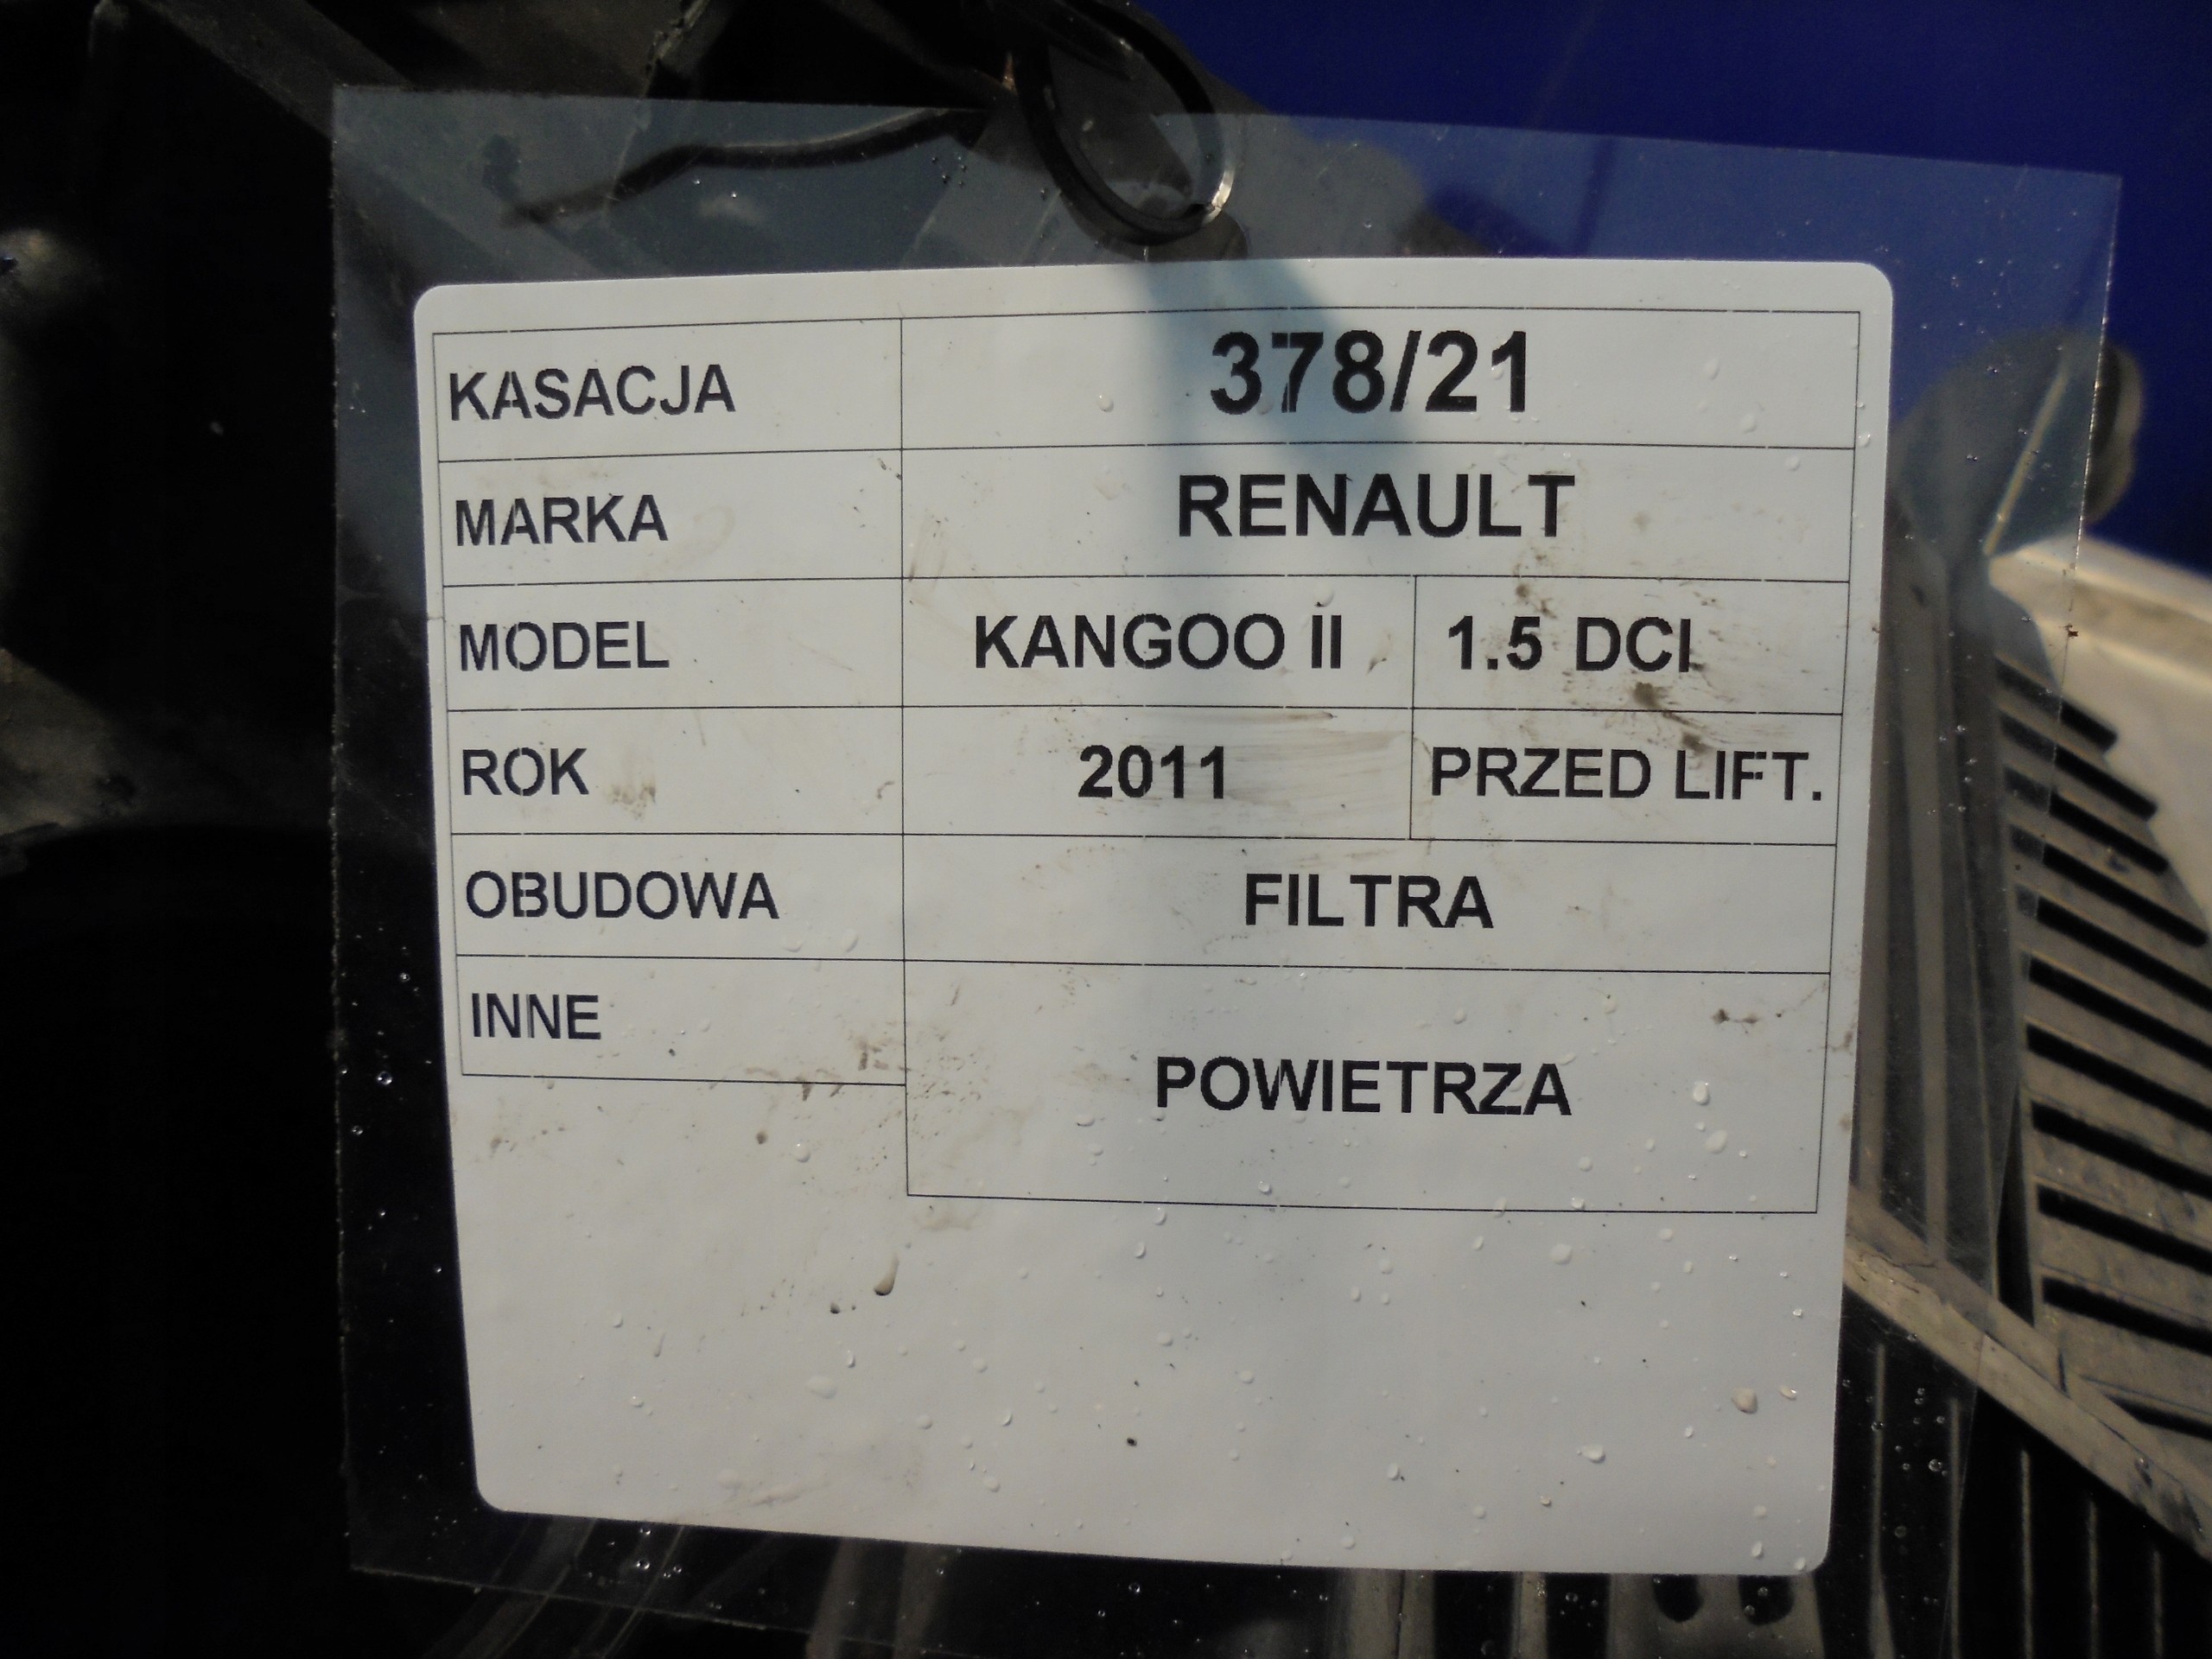 KASACJA 378/21
MARKA RENAULT
MODEL KANGOO II 1.5 DCI
ROK 2011 PRZED LIFT.
OBUDOWA FILTRA
INNE
POWIETRZA